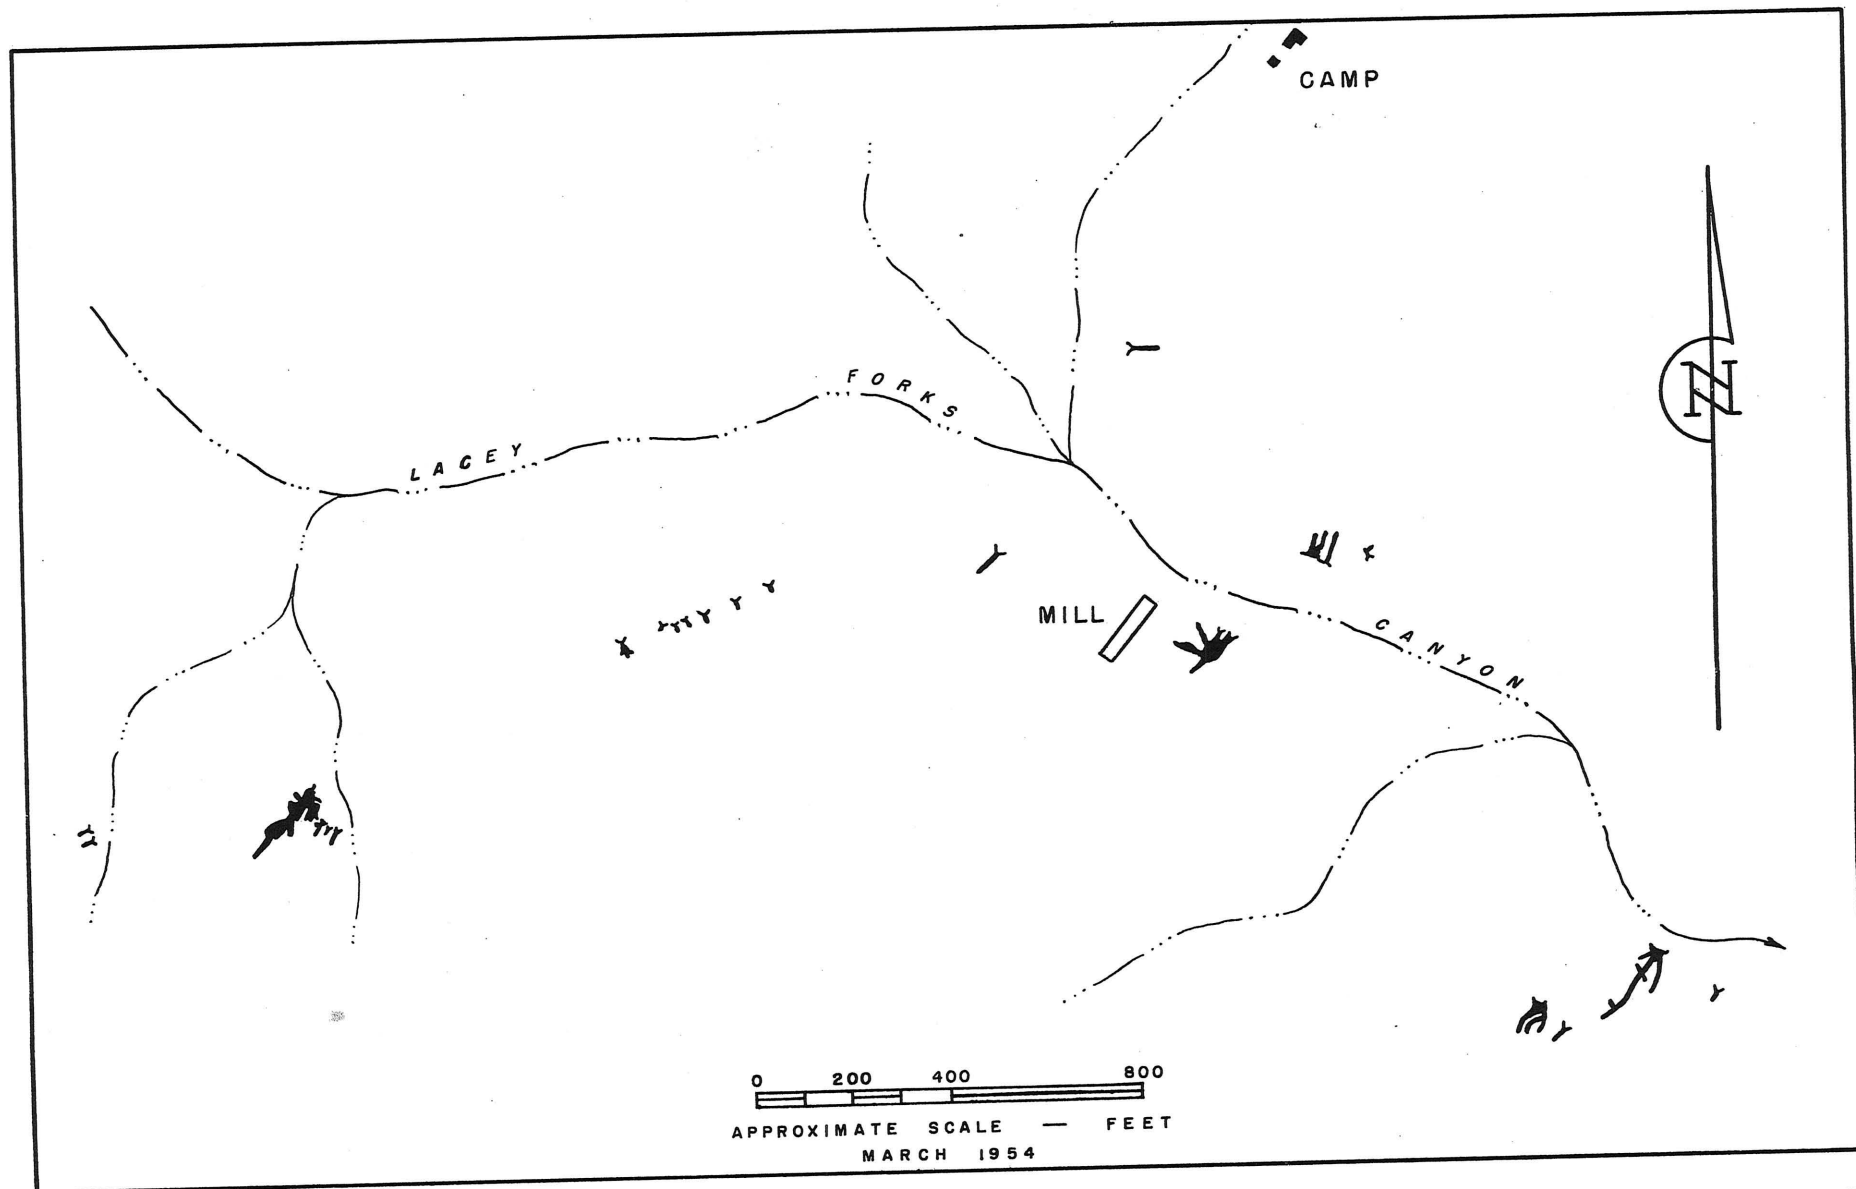 CAMP
FORKS
LACEY
N
MILL
CANYON
0 200 400 800
APPROXIMATE SCALE — FEET
MARCH 1954